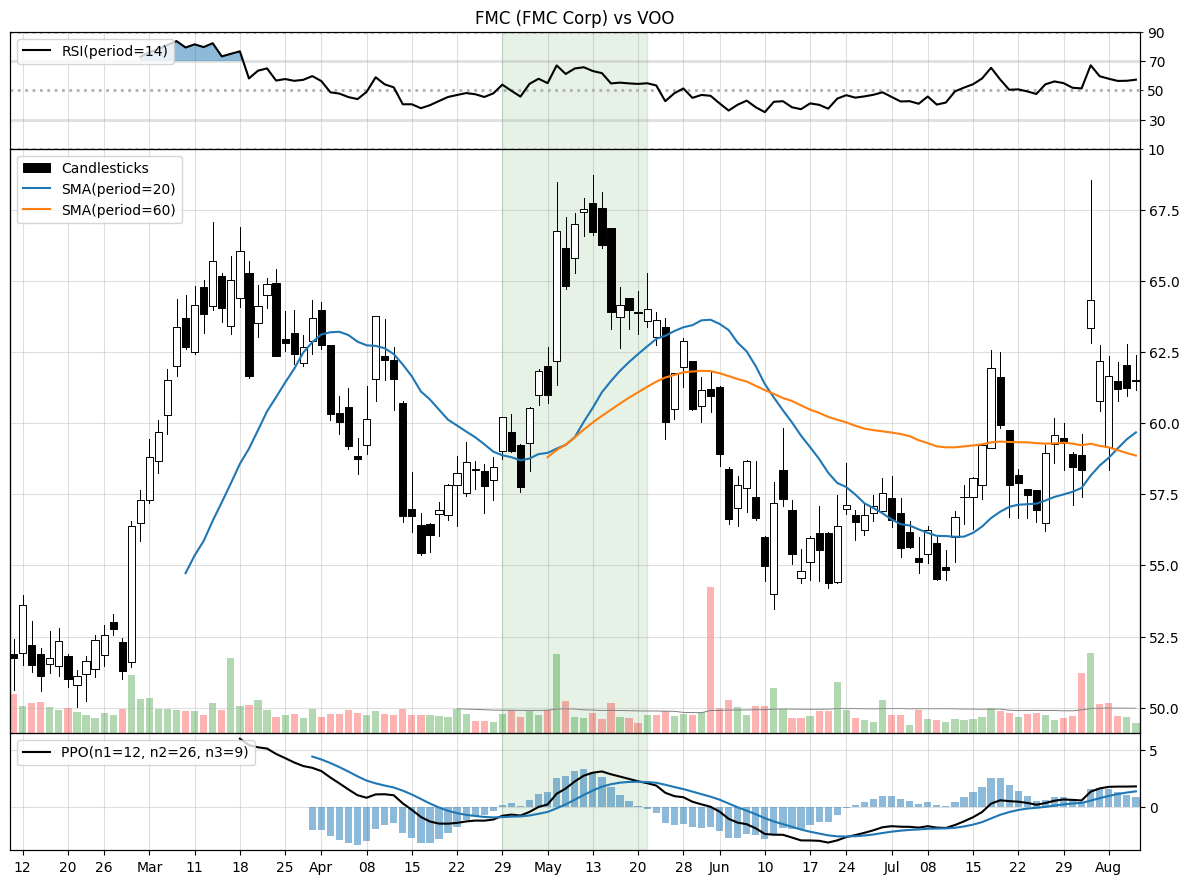 FMC (FMC Corp) vs VOO
RSI(period=14)
90
70
50
30
10
Candlesticks
SMA(period=20)
SMA(period=60)
67.5
65.0
62.5
60.0
57.5
55.0
52.5
50.0
PPO(n1=12, n2=26, n3=9)
5
0
12 20 26 Mar 11 18 25 Apr 08 15 22 29 May 13 20 28 Jun 10 17 24 Jul 08 15 22 29 Aug